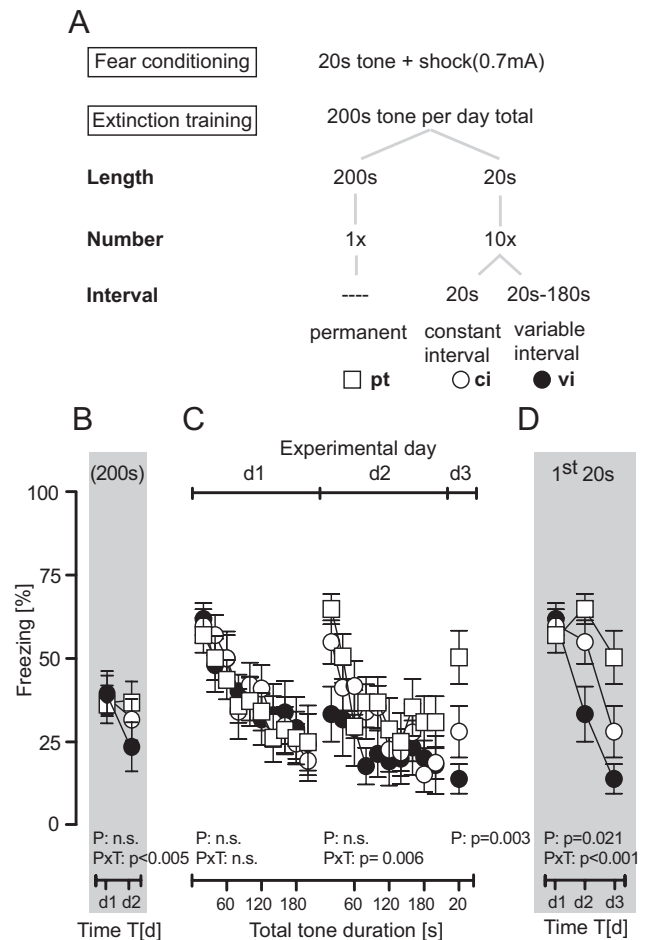 A
Fear conditioning 20s tone + shock(0.7mA)
Extinction training 200s tone per day total
Length 200s 20s
Number 1x 10x
Interval ---- 20s 20s-180s
permanent constant interval variable interval
pt ci vi
B C D
Experimental day
(200s) d1 d2 d3 1st 20s
100
75
50
25
0
Freezing [%]
P: n.s. P: n.s. P: n.s. P: p=0.003 P: p=0.021
PxT: p<0.005 PxT: n.s. PxT: p= 0.006 PxT: p<0.001
d1 d2 60 120 180 60 120 180 20 d1 d2 d3
Time T[d] Total tone duration [s] Time T[d]